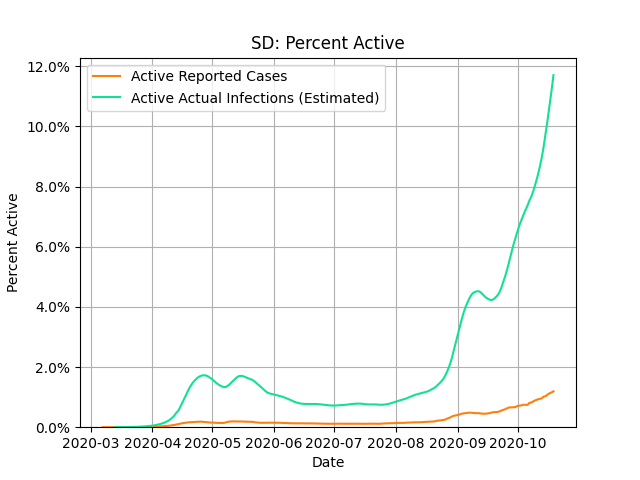 SD: Percent Active
Active Reported Cases
Active Actual Infections (Estimated)
Percent Active
12.0%
10.0%
8.0%
6.0%
4.0%
2.0%
0.0%
2020-03 2020-04 2020-05 2020-06 2020-07 2020-08 2020-09 2020-10
Date